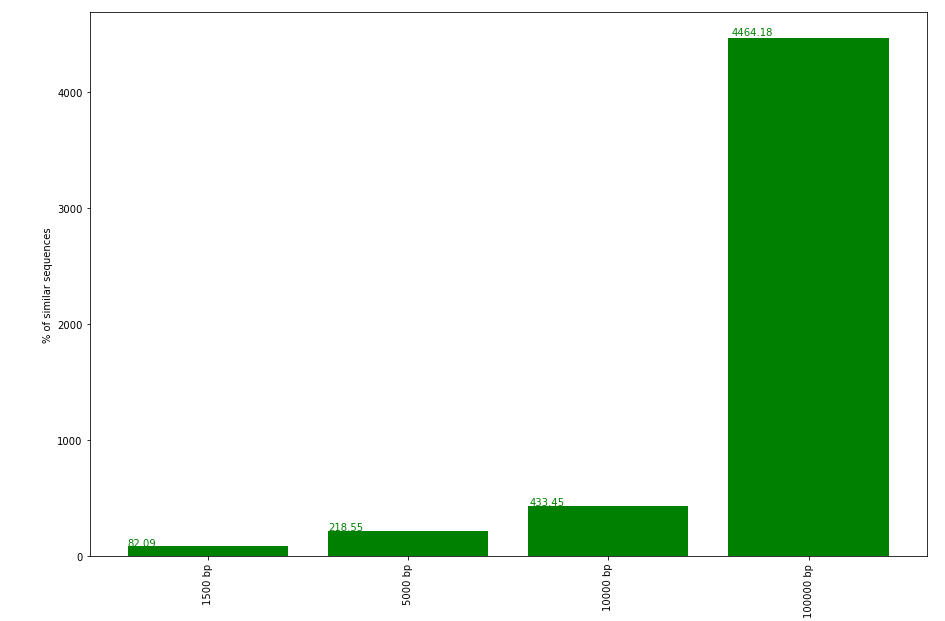 4464.18
4000
3000
% of similar sequences
2000
1000
433.45
218.55
82.09
0
1500 bp
5000 bp
10000 bp
100000 bp